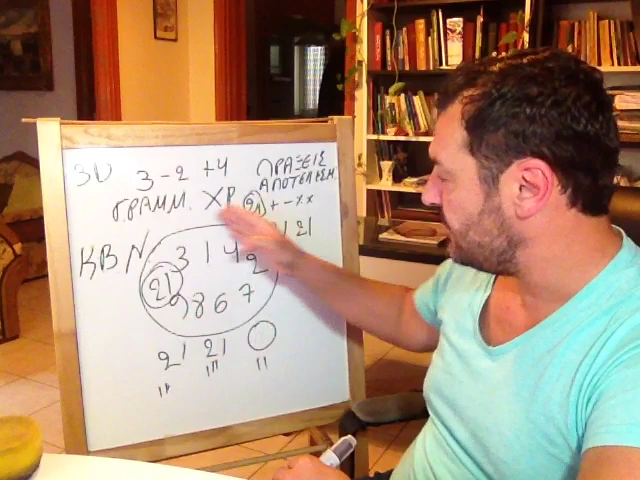 3D 3-2+4 ΠΡΑΞΕΙΣ
ΑΠΟΤΕΛΕΣΜ.
ΓΡΑΜΜ. ΧΡ 21 + - x x
21
ΚΒΝ 3 1 4 2
21 9 8 6 7
21 21